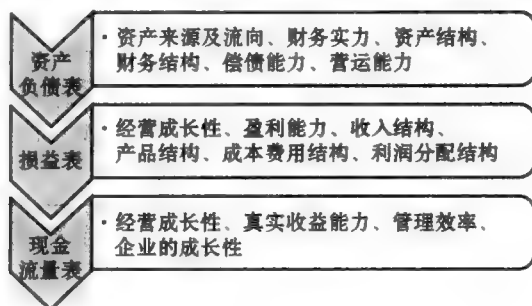 资产
负债表
· 资产来源及流向、财务实力、资产结构、
财务结构、偿债能力、营运能力
损益表
· 经营成长性、盈利能力、收入结构、
产品结构、成本费用结构、利润分配结构
现金
流量表
· 经营成长性、真实收益能力、管理效率、
企业的成长性